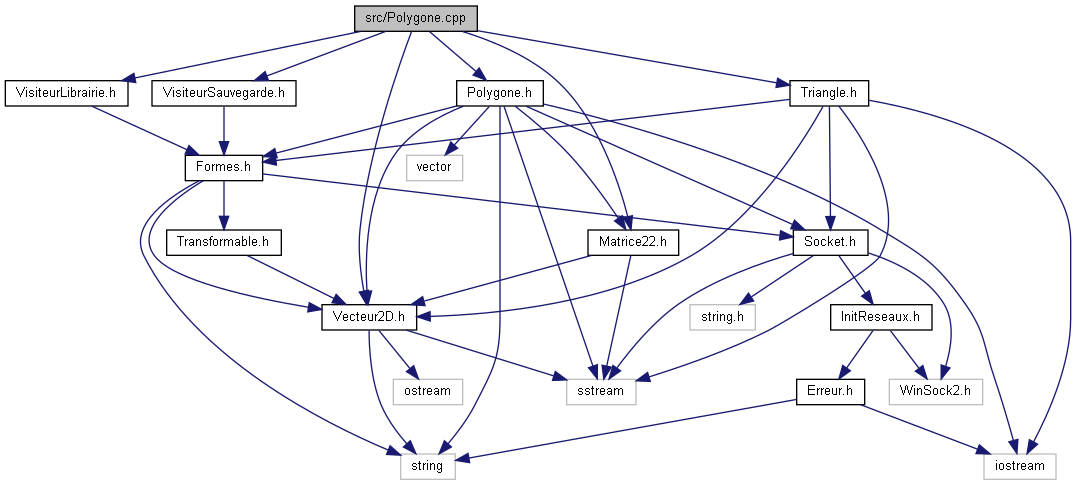 src/Polygone.cpp
VisiteurLibrairie.h
VisiteurSauvegarde.h
Polygone.h
Triangle.h
Formes.h
vector
Transformable.h
Matrice22.h
Socket.h
Vecteur2D.h
string.h
InitReseaux.h
ostream
sstream
Erreur.h
WinSock2.h
string
iostream